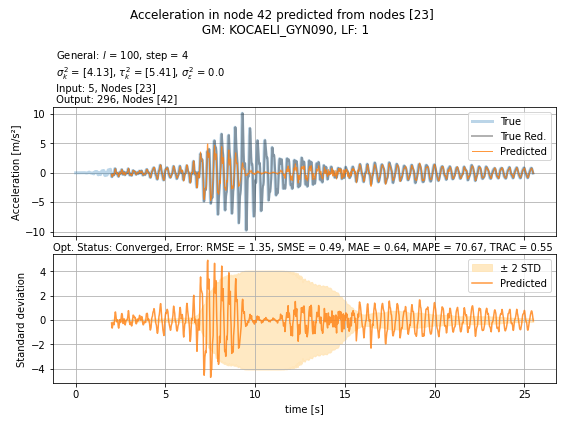 Acceleration in node 42 predicted from nodes [23]
GM: KOCAELI_GYN090, LF: 1
General: l = 100, step = 4
σ²ₖ = [4.13], τ²ₖ = [5.41], σ²ε = 0.0
Input: 5, Nodes [23]
Output: 296, Nodes [42]
Acceleration [m/s²]
10
5
0
−5
−10
True
True Red.
Predicted
Opt. Status: Converged, Error: RMSE = 1.35, SMSE = 0.49, MAE = 0.64, MAPE = 70.67, TRAC = 0.55
Standard deviation
4
2
0
−2
−4
± 2 STD
Predicted
0 5 10 15 20 25
time [s]